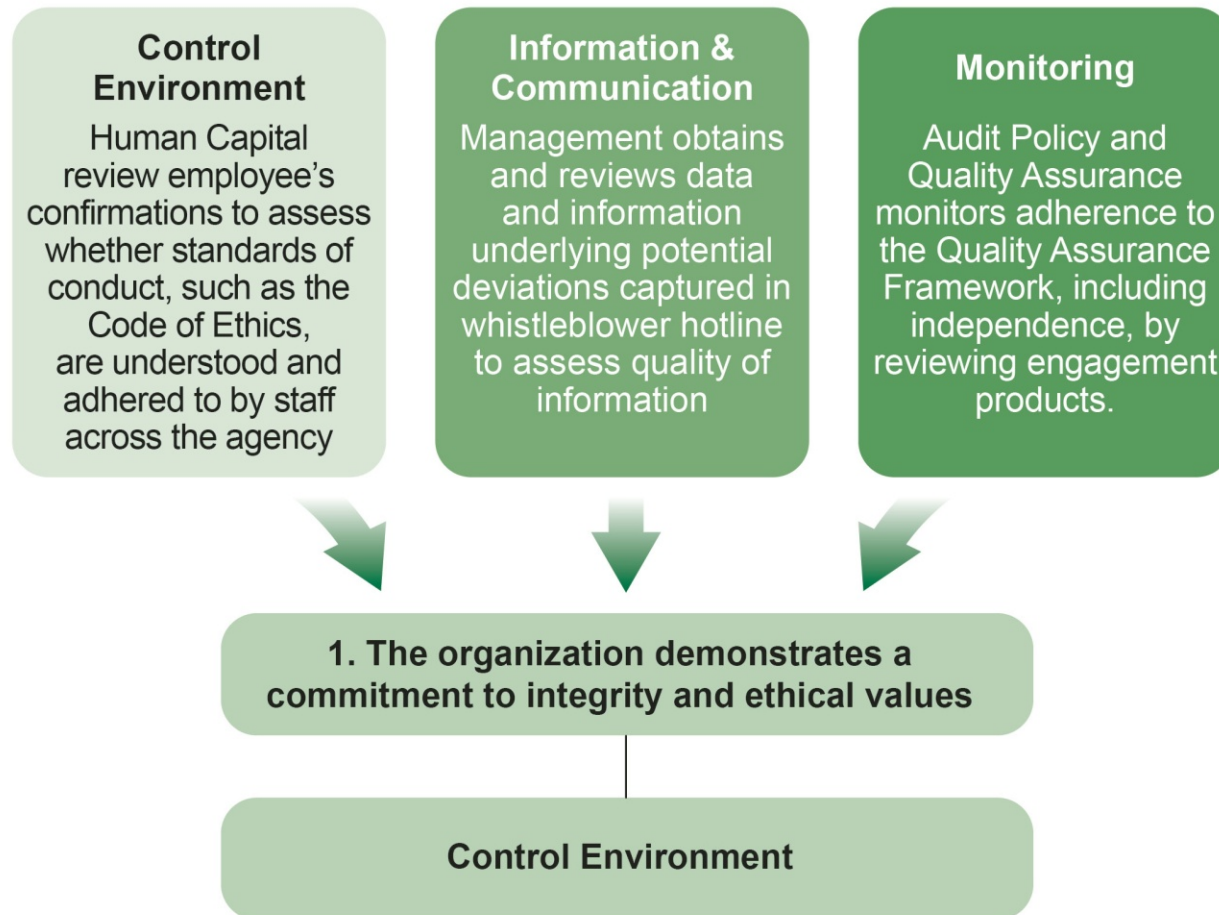 Control
Environment
Human Capital
review employee’s
confirmations to assess
whether standards of
conduct, such as the
Code of Ethics,
are understood and
adhered to by staff
across the agency
Information &
Communication
Management obtains
and reviews data
and information
underlying potential
deviations captured in
whistleblower hotline
to assess quality of
information
Monitoring
Audit Policy and
Quality Assurance
monitors adherence to
the Quality Assurance
Framework, including
independence, by
reviewing engagement
products.
1. The organization demonstrates a
commitment to integrity and ethical values
Control Environment